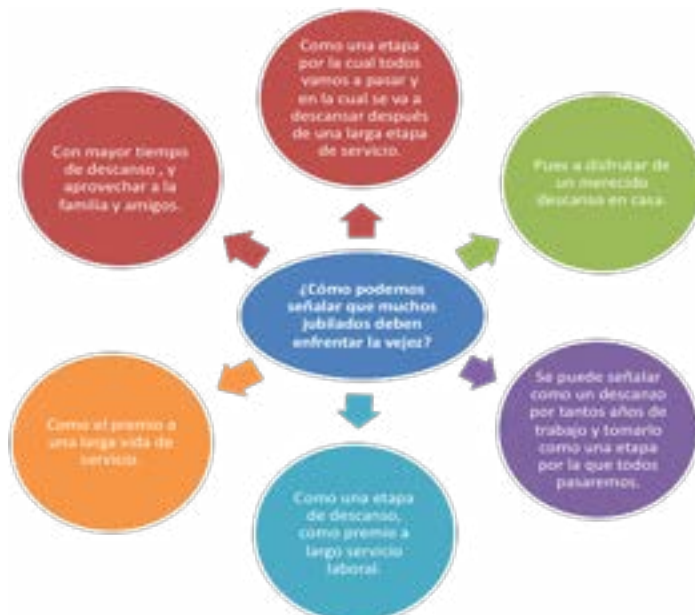 Como una etapa
por la cual todos
vamos a pasar y
en la cual se va a
descansar después
de una larga etapa
de servicio.
Con mayor tiempo
de descanso , y
aprovechar a la
familia y amigos.
Pues a disfrutar de
un merecido
descanso en casa.
¿Cómo podemos
señalar que muchos
jubilados deben
enfrentar la vejez?
Como el premio a
una larga vida de
servicio.
Se puede señalar
como un descanso
por tantos años de
trabajo y tomarlo
como una etapa
por la que todos
pasaremos.
Como una etapa
de descanso,
como premio a
largo servicio
laboral.